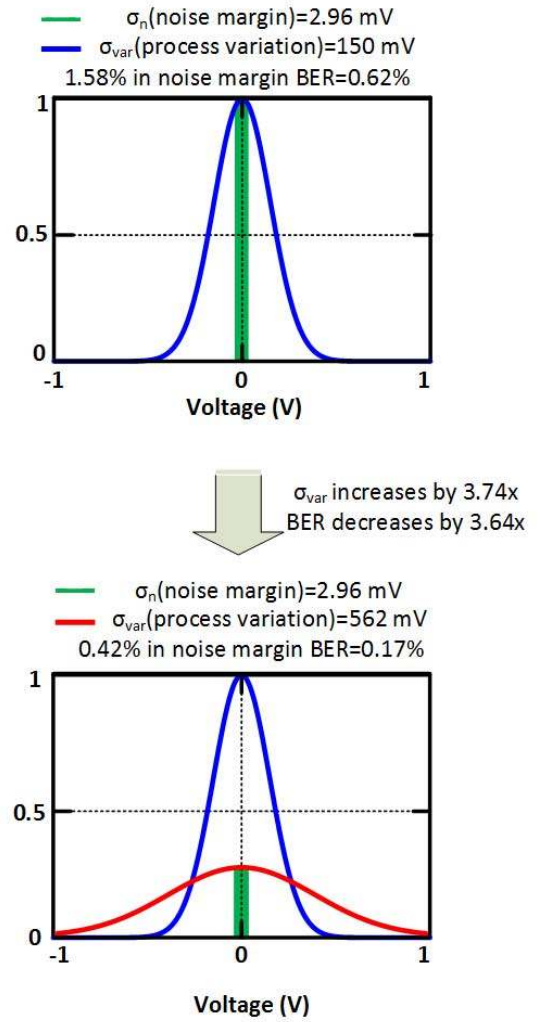 σn(noise margin)=2.96 mV
σvar(process variation)=150 mV
1.58% in noise margin BER=0.62%
1
0.5
0
-1 0 1
Voltage (V)
σvar increases by 3.74x
BER decreases by 3.64x
σn(noise margin)=2.96 mV
σvar(process variation)=562 mV
0.42% in noise margin BER=0.17%
1
0.5
0
-1 0 1
Voltage (V)